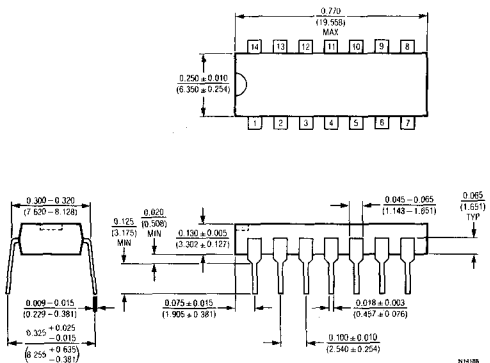 0.770
(19.558)
MAX
14 13 12 11 10 9 8
0.250 ± 0.010
(6.350 ± 0.254)
1 2 3 4 5 6 7
0.300 – 0.320
(7.620 – 8.128)
0.125
(3.175)
MIN
0.020
(0.508)
MIN
0.130 ± 0.005
(3.302 ± 0.127)
0.045 – 0.065
(1.143 – 1.651)
0.065
(1.651)
TYP
0.009 – 0.015
(0.229 – 0.381)
0.075 ± 0.015
(1.905 ± 0.381)
0.018 ± 0.003
(0.457 ± 0.076)
0.325 +0.025
−0.015
(8.255 +0.635
−0.381)
0.100 ± 0.010
(2.540 ± 0.254)